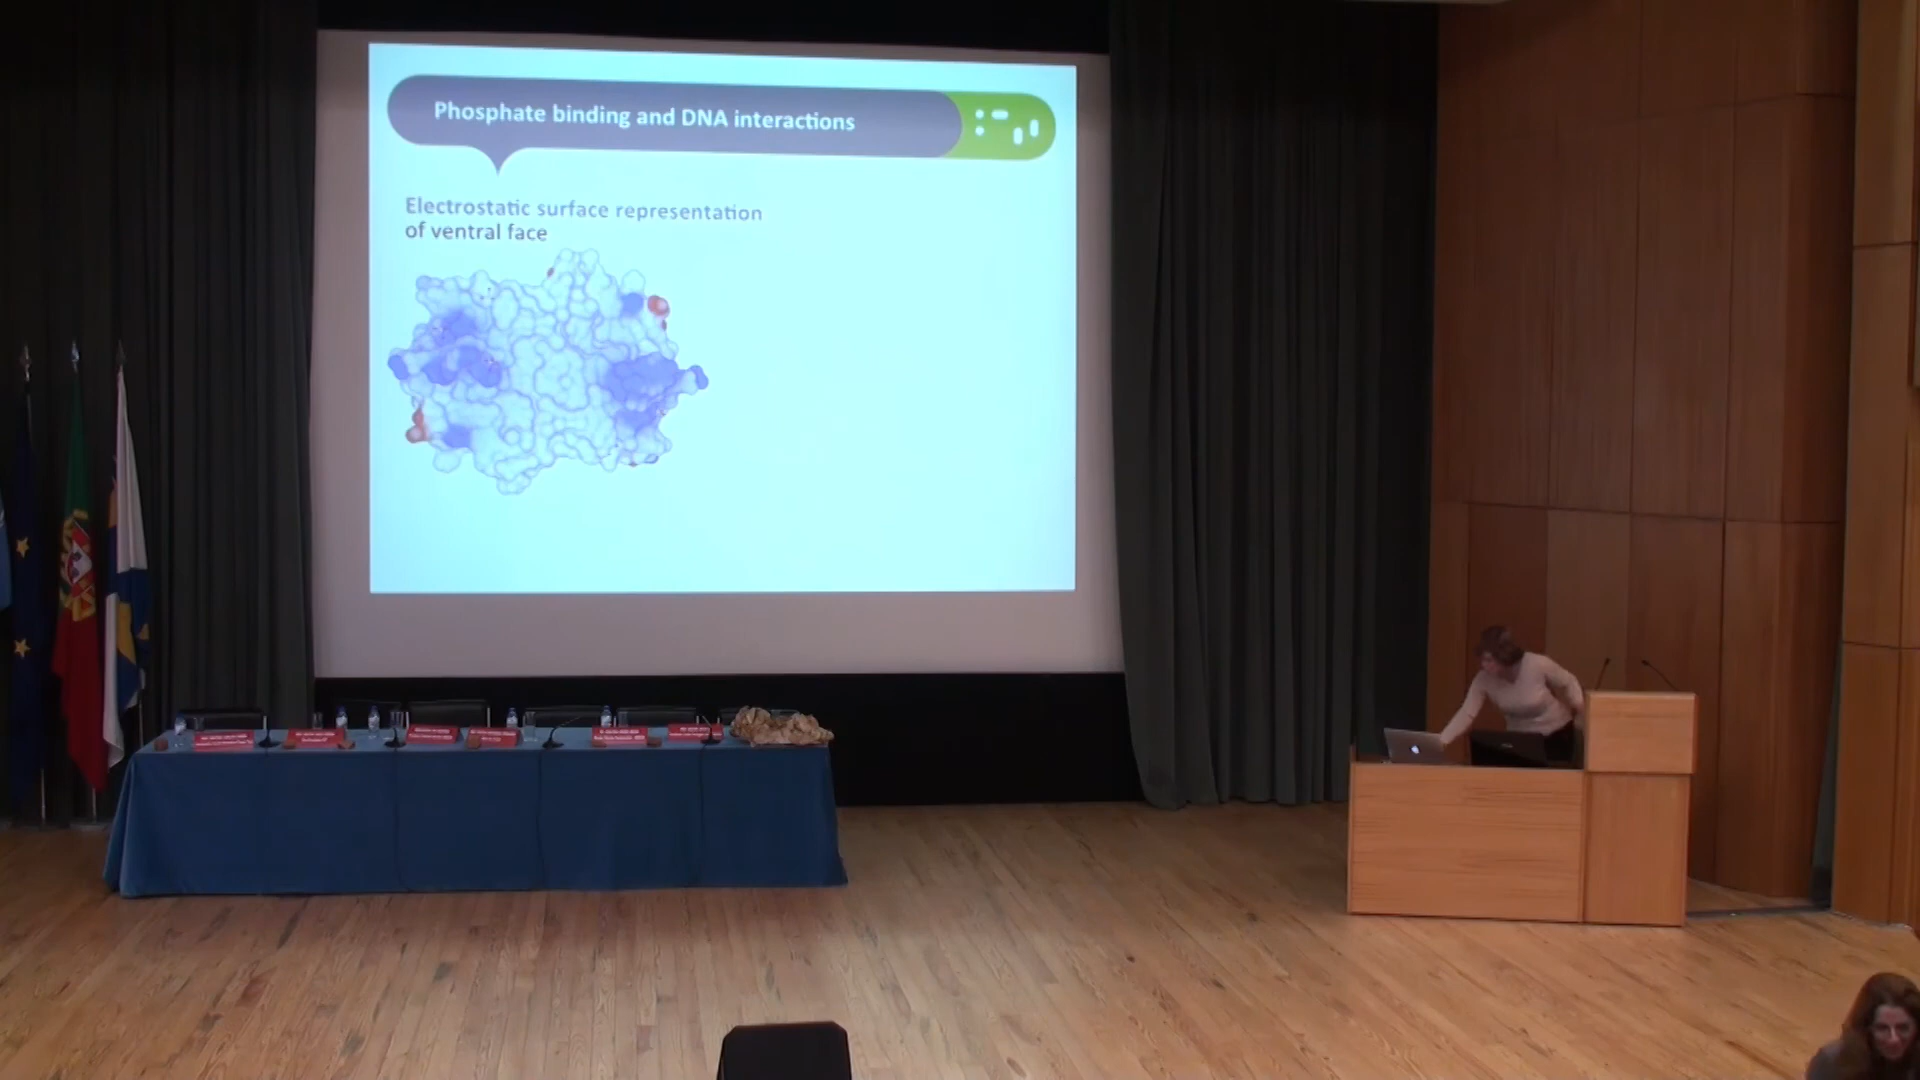 Phosphate binding and DNA interactions
Electrostatic surface representation
of ventral face